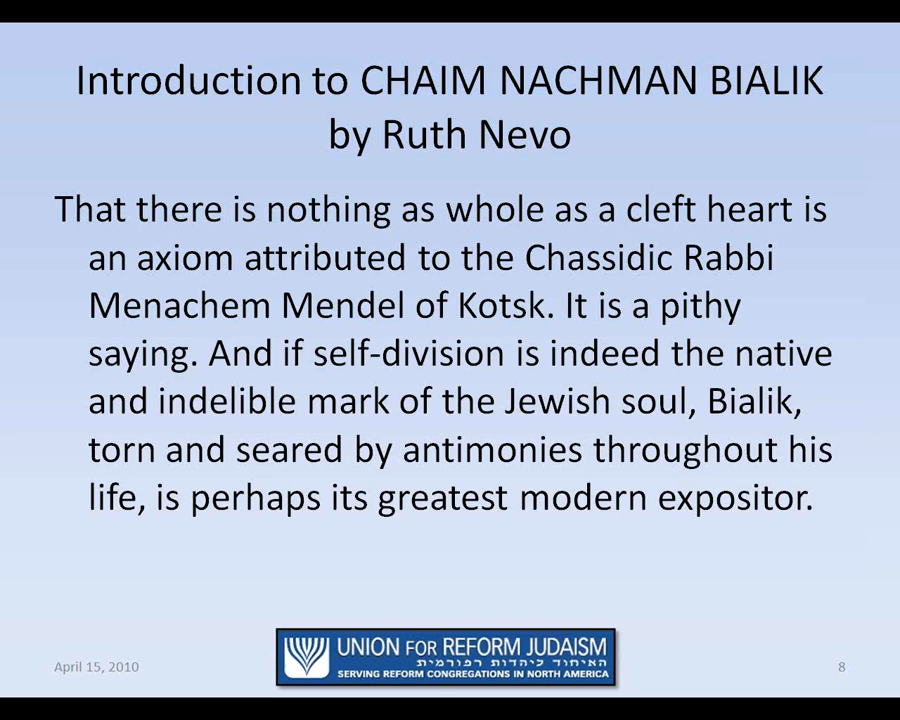 Introduction to CHAIM NACHMAN BIALIK
by Ruth Nevo
That there is nothing as whole as a cleft heart is
an axiom attributed to the Chassidic Rabbi
Menachem Mendel of Kotsk. It is a pithy
saying. And if self-division is indeed the native
and indelible mark of the Jewish soul, Bialik,
torn and seared by antimonies throughout his
life, is perhaps its greatest modern expositor.
UNION FOR REFORM JUDAISM
האיחוד ליהדות רפורמית
SERVING REFORM CONGREGATIONS IN NORTH AMERICA
April 15, 2010
8